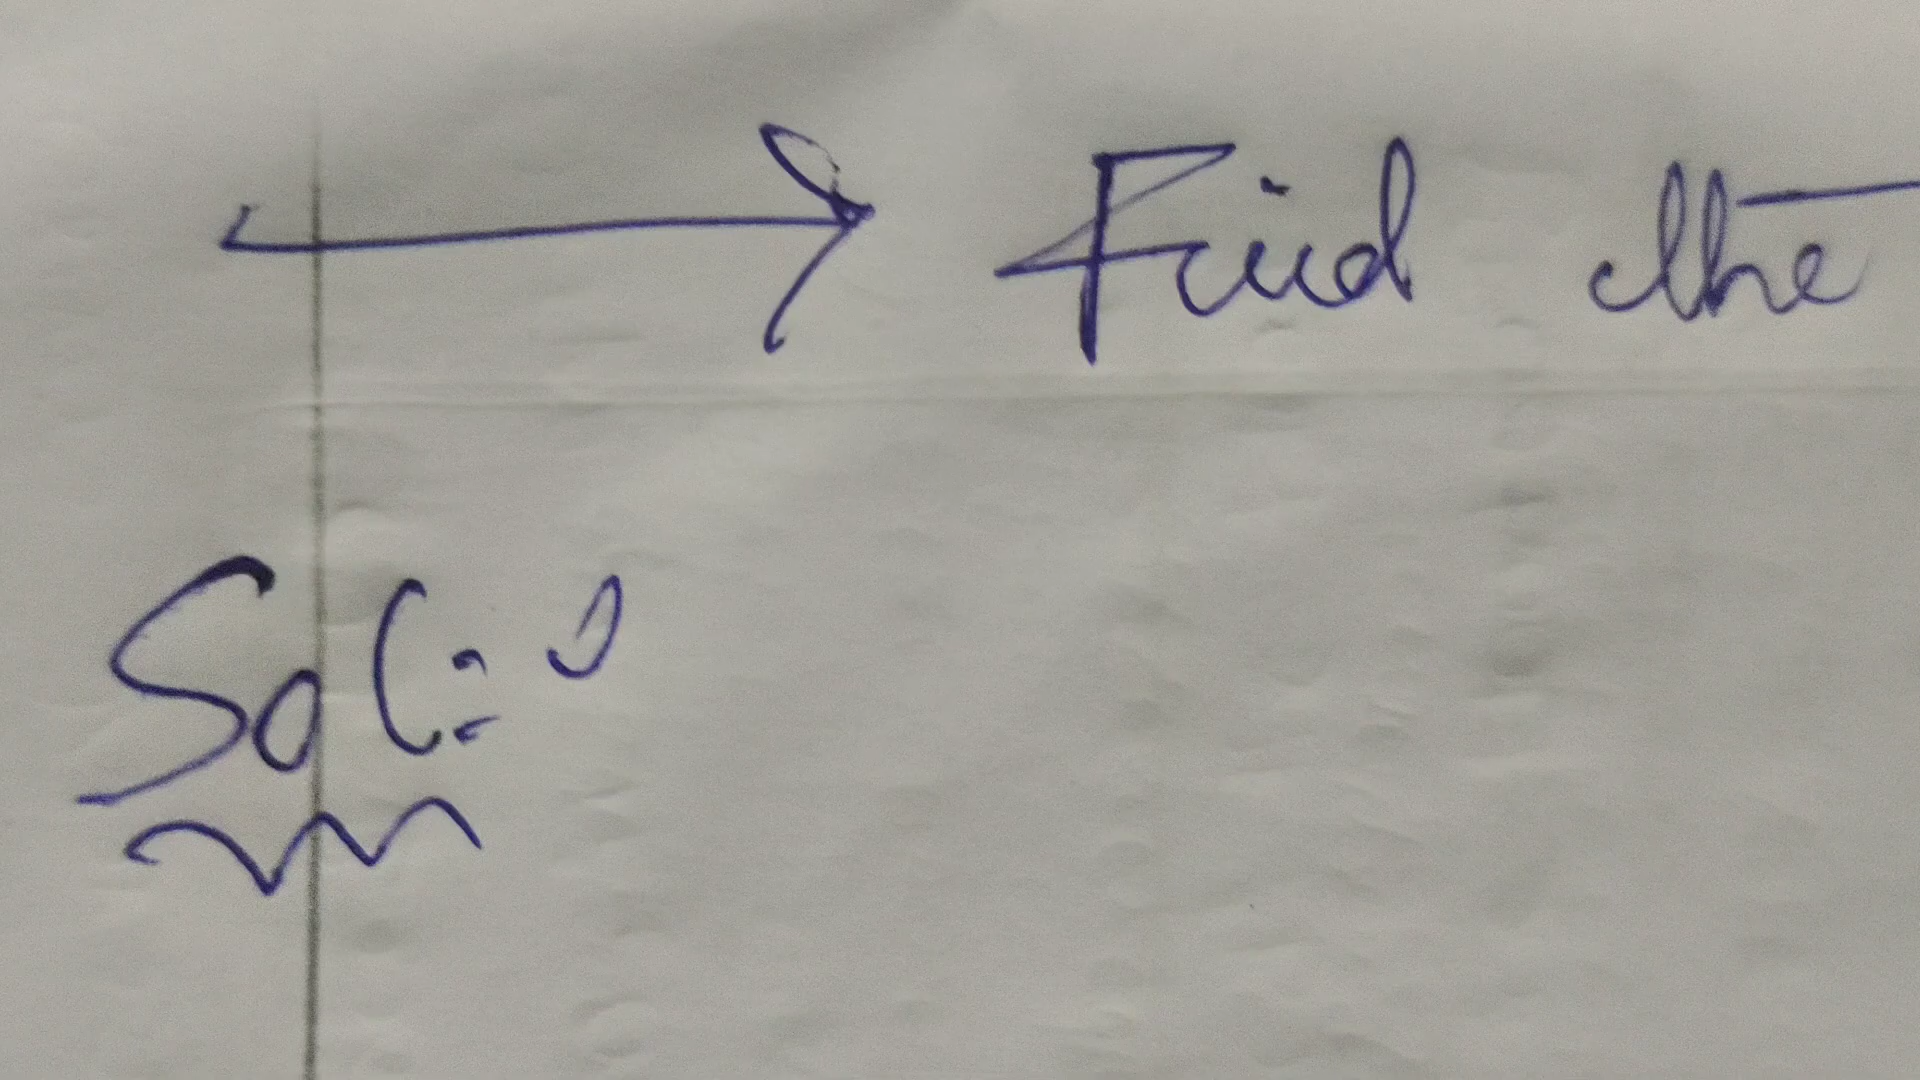 → Find the
Sol: